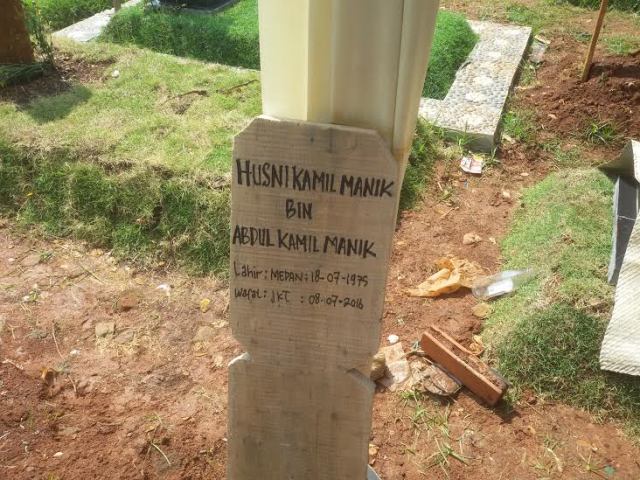 HUSNI KAMIL MANIK
BIN
ABDUL KAMIL MANIK
Lahir : MEDAN : 18-07-1975
Wafat : JKT : 08-07-2016